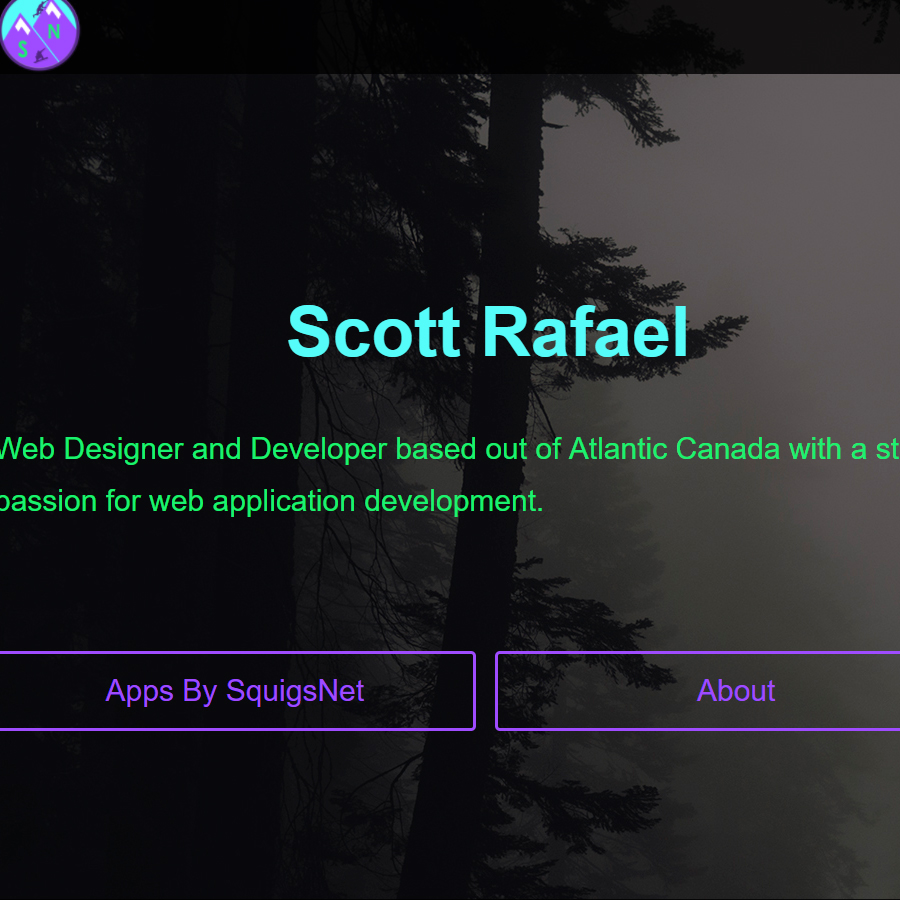 S N
Scott Rafael
Web Designer and Developer based out of Atlantic Canada with a st
passion for web application development.
Apps By SquigsNet
About